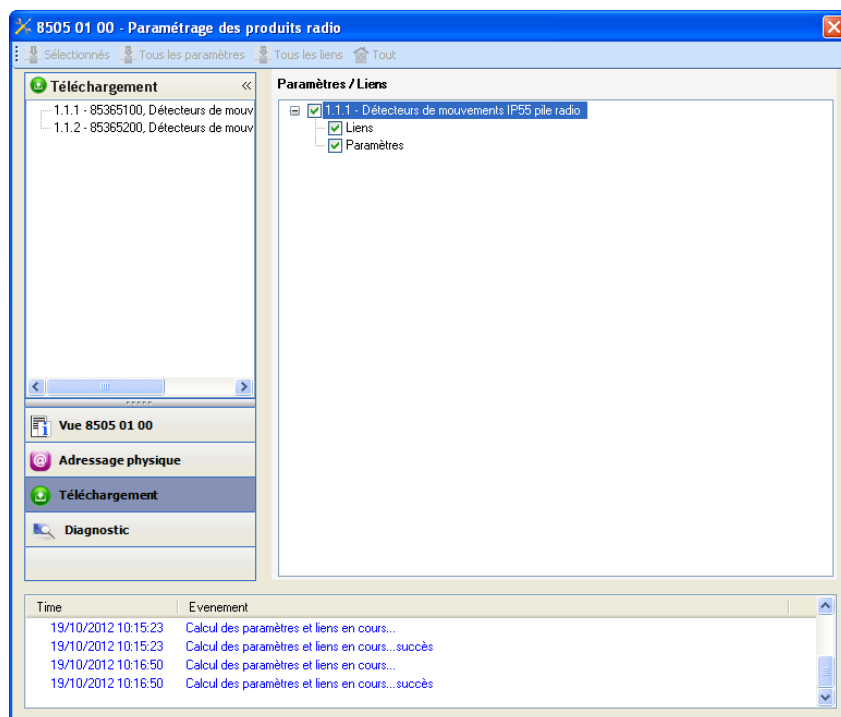 8505 01 00 - Paramétrage des produits radio
Sélectionnés Tous les paramètres Tous les liens Tout
Téléchargement
1.1.1 - 85365100, Détecteurs de mouv
1.1.2 - 85365200, Détecteurs de mouv
Vue 8505 01 00
Adressage physique
Téléchargement
Diagnostic
Paramètres / Liens
1.1.1 - Détecteurs de mouvements IP55 pile radio
Liens
Paramètres
Time Evenement
19/10/2012 10:15:23 Calcul des paramètres et liens en cours...
19/10/2012 10:15:23 Calcul des paramètres et liens en cours...succès
19/10/2012 10:16:50 Calcul des paramètres et liens en cours...
19/10/2012 10:16:50 Calcul des paramètres et liens en cours...succès